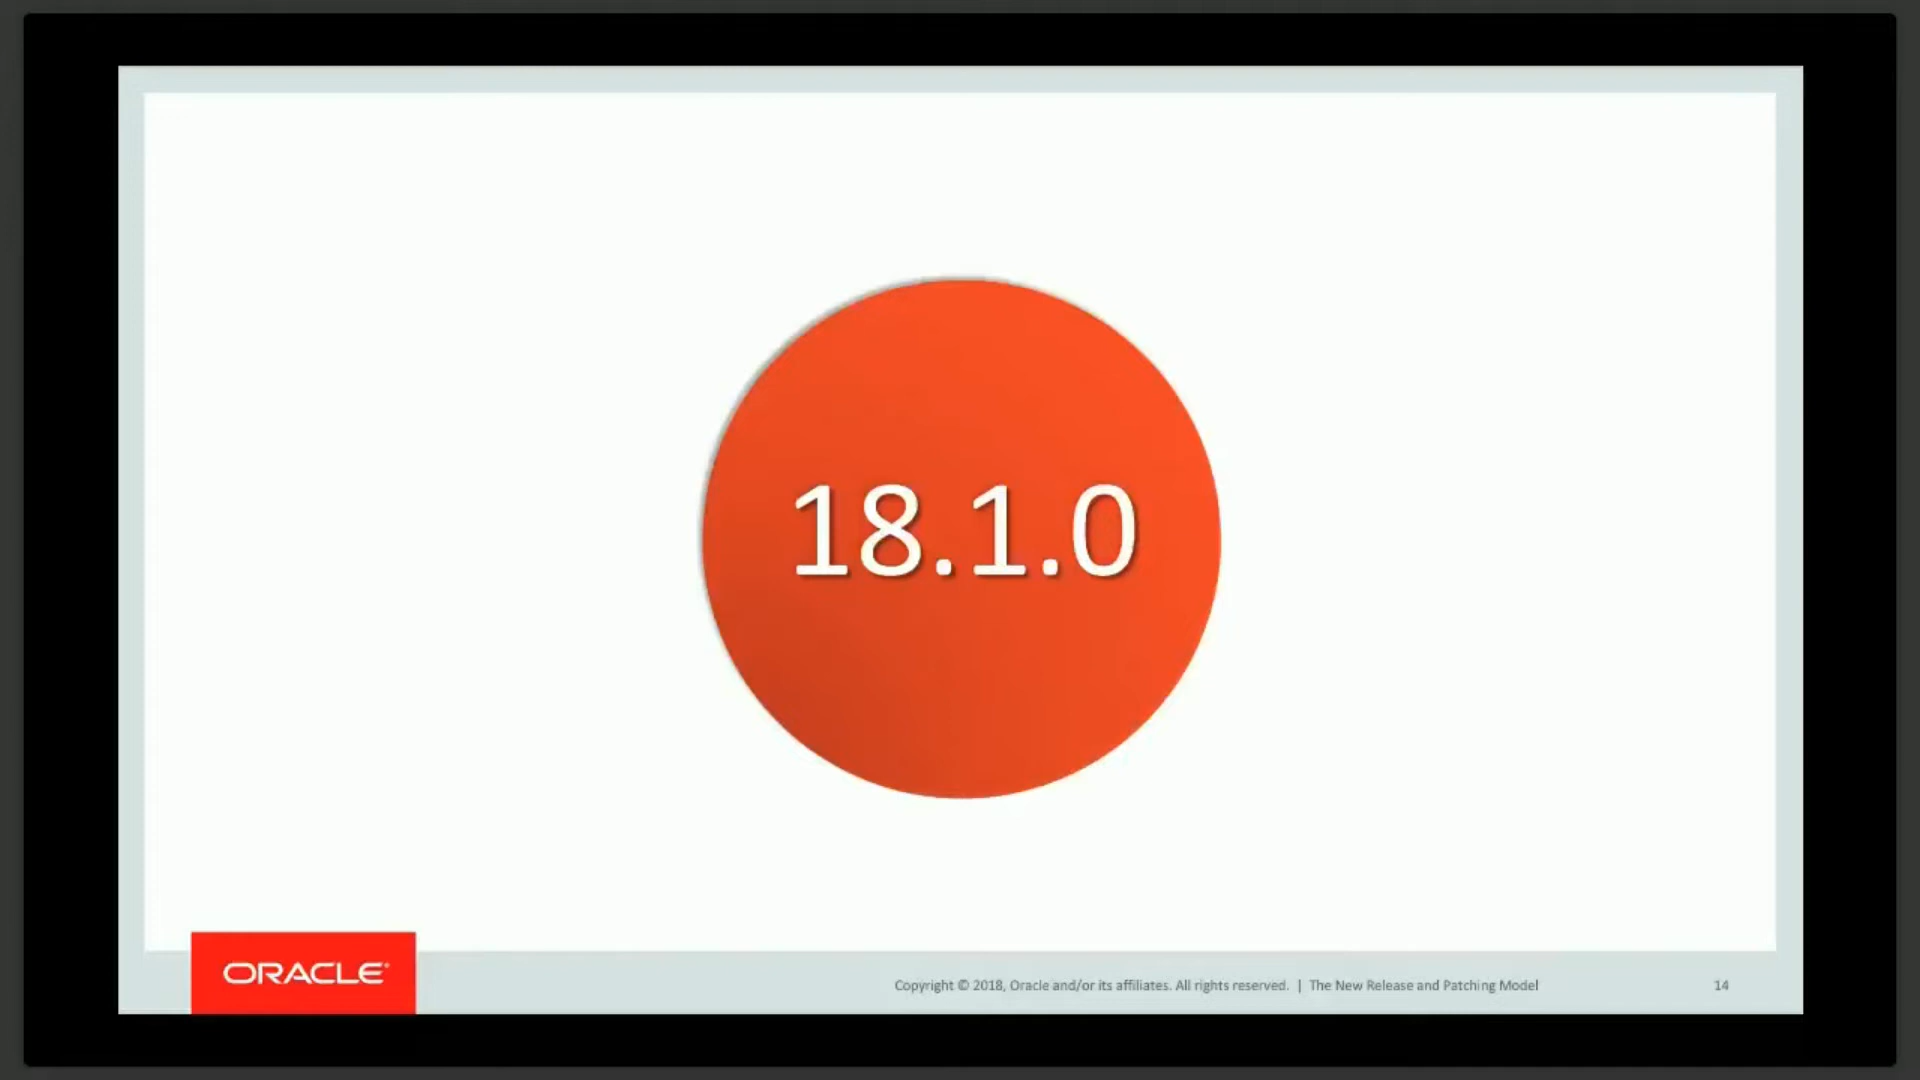 18.1.0
ORACLE®
Copyright © 2018, Oracle and/or its affiliates. All rights reserved. | The New Release and Patching Model 14